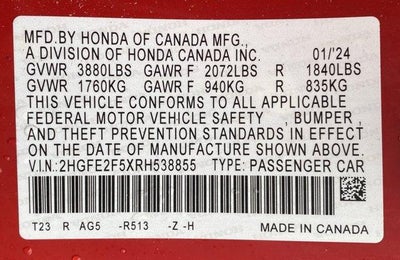 MFD.BY HONDA OF CANADA MFG.,
A DIVISION OF HONDA CANADA INC. 01/'24
GVWR 3880LBS GAWR F 2072LBS R 1840LBS
GVWR 1760KG GAWR F 940KG R 835KG
THIS VEHICLE CONFORMS TO ALL APPLICABLE
FEDERAL MOTOR VEHICLE SAFETY , BUMPER ,
AND THEFT PREVENTION STANDARDS IN EFFECT
ON THE DATE OF MANUFACTURE SHOWN ABOVE.
V.I.N:2HGFE2F5XRH538855 TYPE: PASSENGER CAR
T23 R AG5 -R513 -Z -H MADE IN CANADA